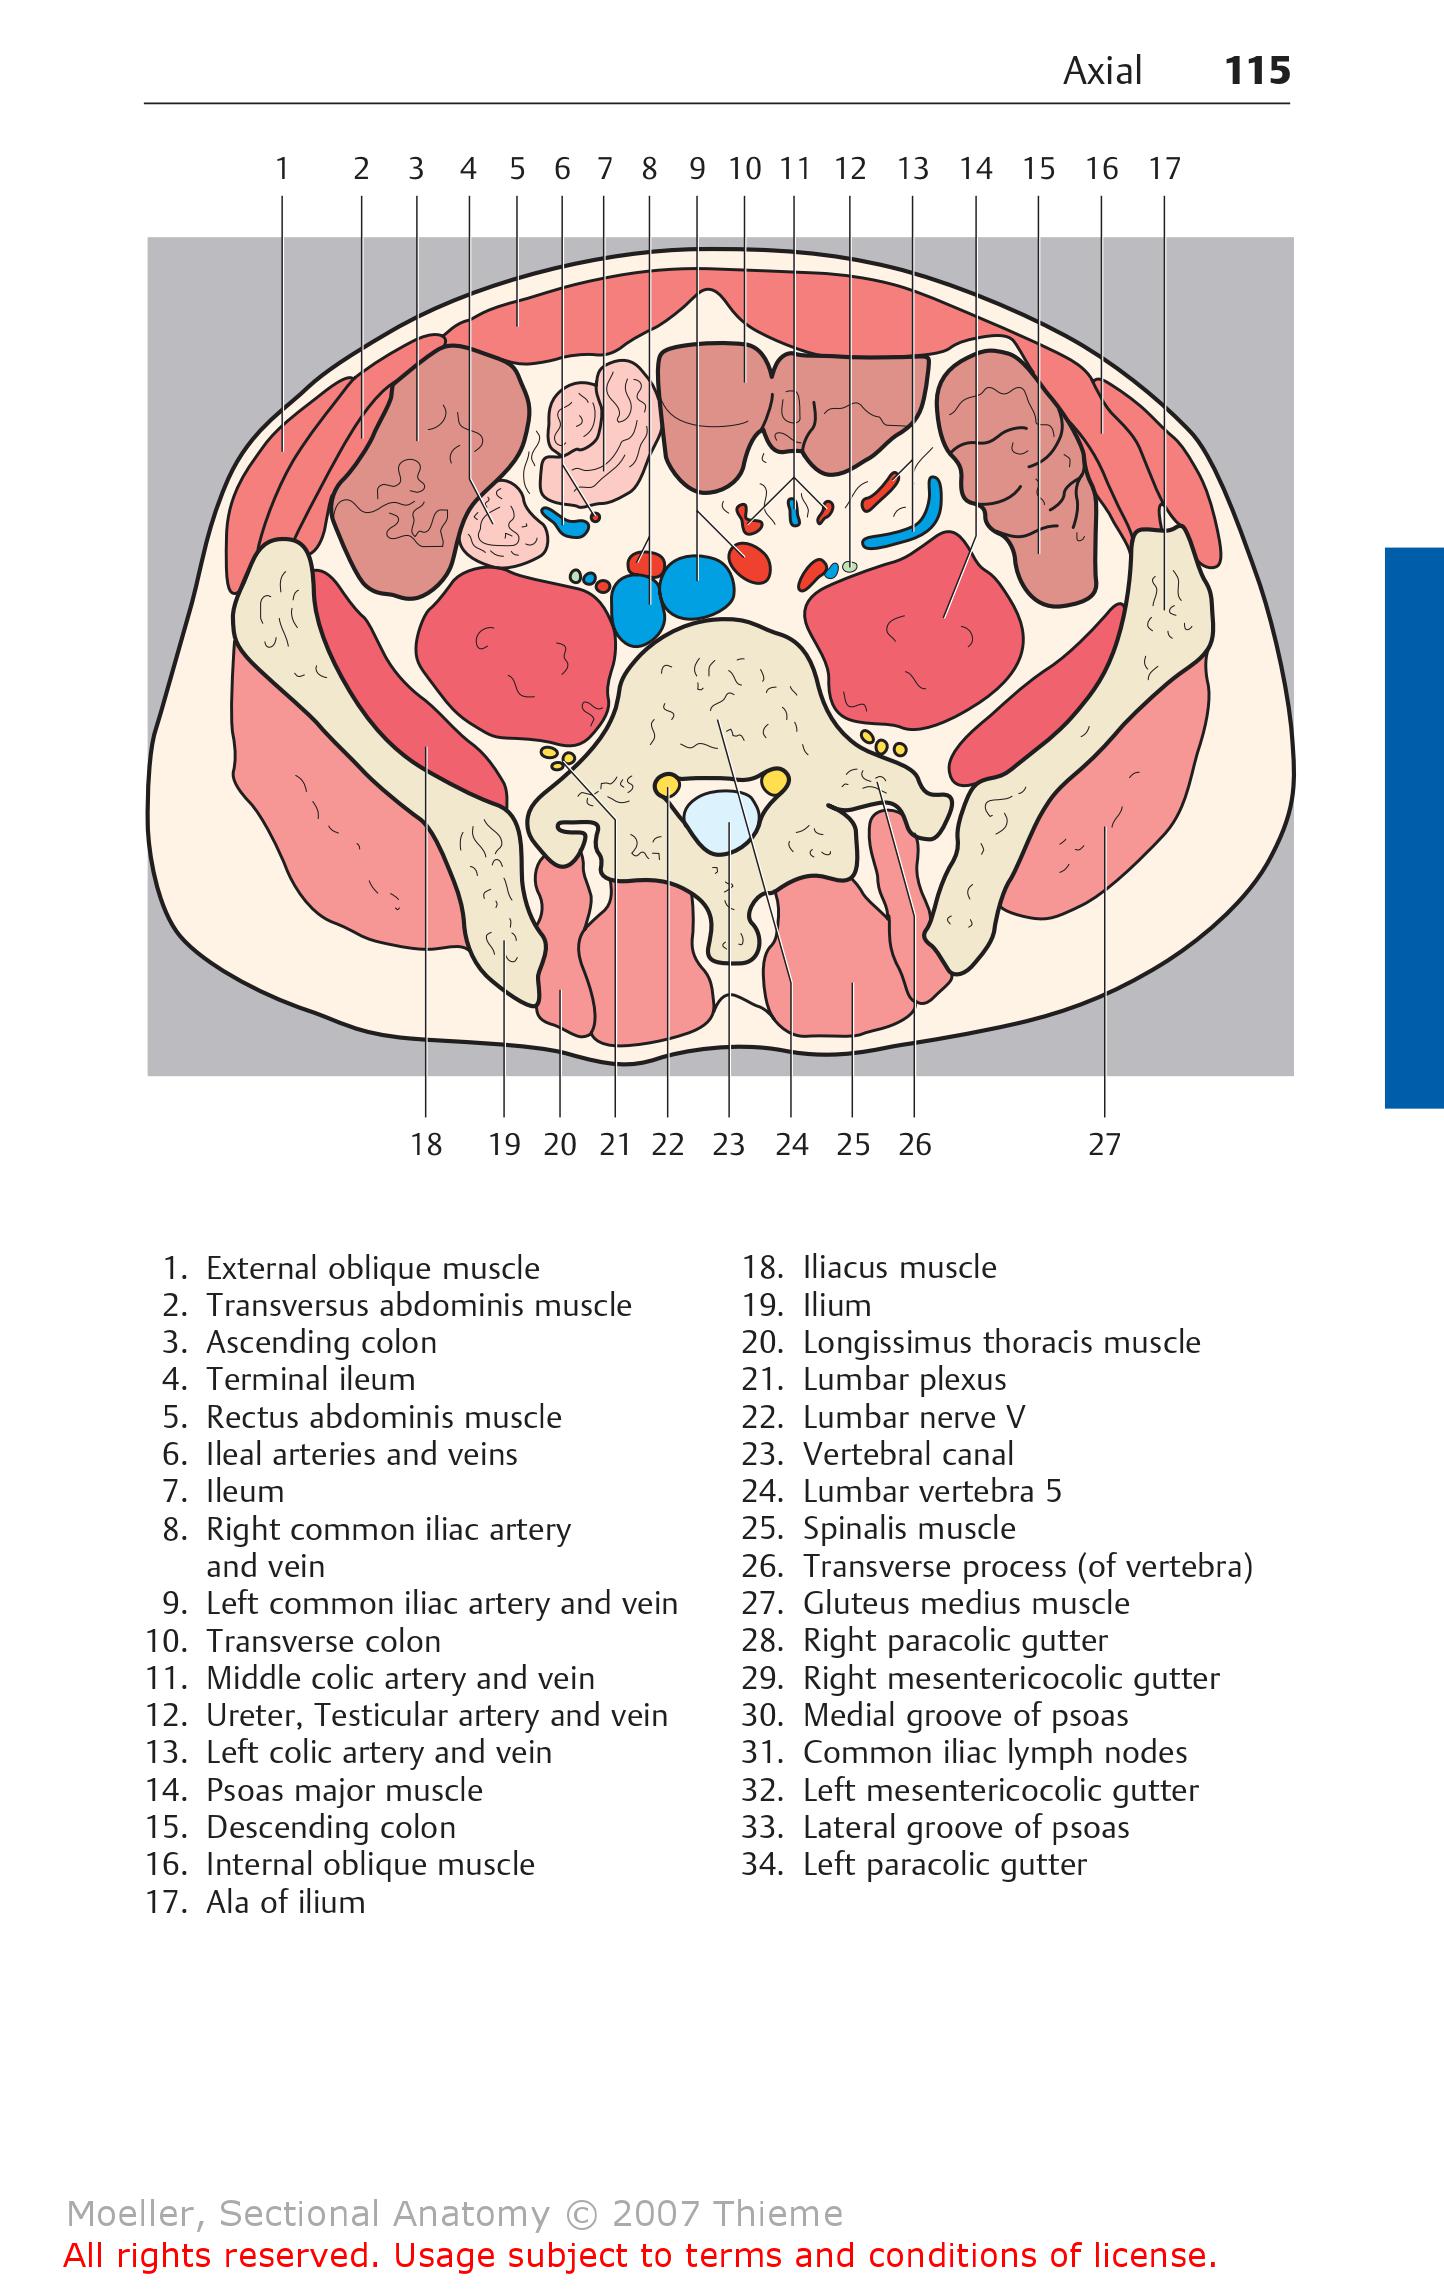 Axial 115
1 2 3 4 5 6 7 8 9 10 11 12 13 14 15 16 17
18 19 20 21 22 23 24 25 26 27
1. External oblique muscle
2. Transversus abdominis muscle
3. Ascending colon
4. Terminal ileum
5. Rectus abdominis muscle
6. Ileal arteries and veins
7. Ileum
8. Right common iliac artery
and vein
9. Left common iliac artery and vein
10. Transverse colon
11. Middle colic artery and vein
12. Ureter, Testicular artery and vein
13. Left colic artery and vein
14. Psoas major muscle
15. Descending colon
16. Internal oblique muscle
17. Ala of ilium
18. Iliacus muscle
19. Ilium
20. Longissimus thoracis muscle
21. Lumbar plexus
22. Lumbar nerve V
23. Vertebral canal
24. Lumbar vertebra 5
25. Spinalis muscle
26. Transverse process (of vertebra)
27. Gluteus medius muscle
28. Right paracolic gutter
29. Right mesentericocolic gutter
30. Medial groove of psoas
31. Common iliac lymph nodes
32. Left mesentericocolic gutter
33. Lateral groove of psoas
34. Left paracolic gutter
Moeller, Sectional Anatomy © 2007 Thieme
All rights reserved. Usage subject to terms and conditions of license.